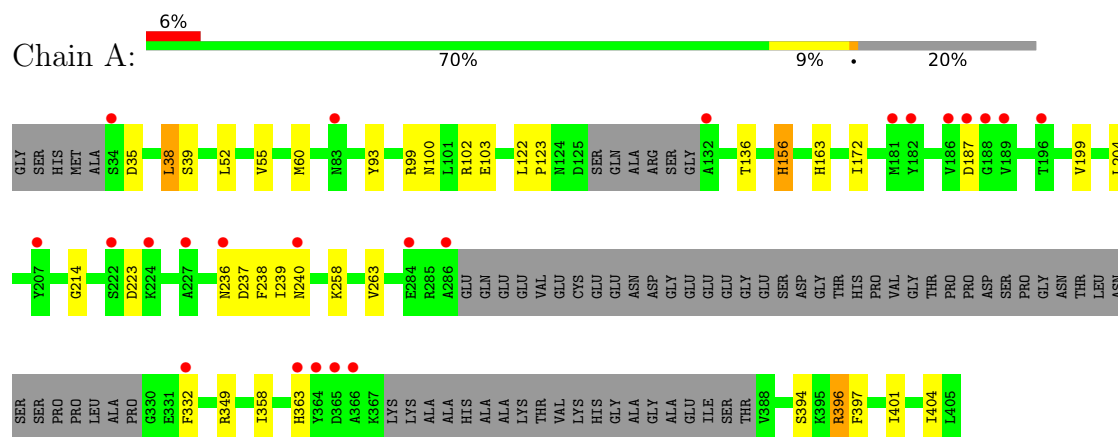 6%
Chain A:
70% 9% • 20%
GLY SER HIS MET ALA S34 D35 L38 S39 L52 V55 M60 N83 Y93 R99 N100 L101 R102 E103 L122 P123 N124 D125 SER GLN ALA ARG SER GLY A132 T136 H156 H163 I172 M181 Y182 V186 D187 G188 V189 T196 V199
Y207 G214 S222 D223 K224 A227 N236 D237 F238 I239 N240 K258 V263 E284 R285 A286 GLU GLN GLU GLU VAL GLU CYS GLU GLU ASN ASP GLY GLU GLU GLY GLU SER ASP GLY THR HIS PRO VAL GLY THR PRO PRO ASP SER PRO GLY ASN THR LEU ASN
SER SER PRO PRO LEU ALA PRO G330 E331 F332 R349 I358 H363 Y364 D365 A366 K367 LYS LYS ALA ALA HIS ALA ALA LYS THR VAL LYS HIS GLY ALA GLY ALA GLU ILE SER THR V388 S394 K395 R396 F397 I401 I404 L405